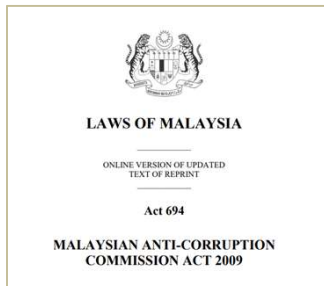 LAWS OF MALAYSIA
ONLINE VERSION OF UPDATED
TEXT OF REPRINT
Act 694
MALAYSIAN ANTI-CORRUPTION
COMMISSION ACT 2009